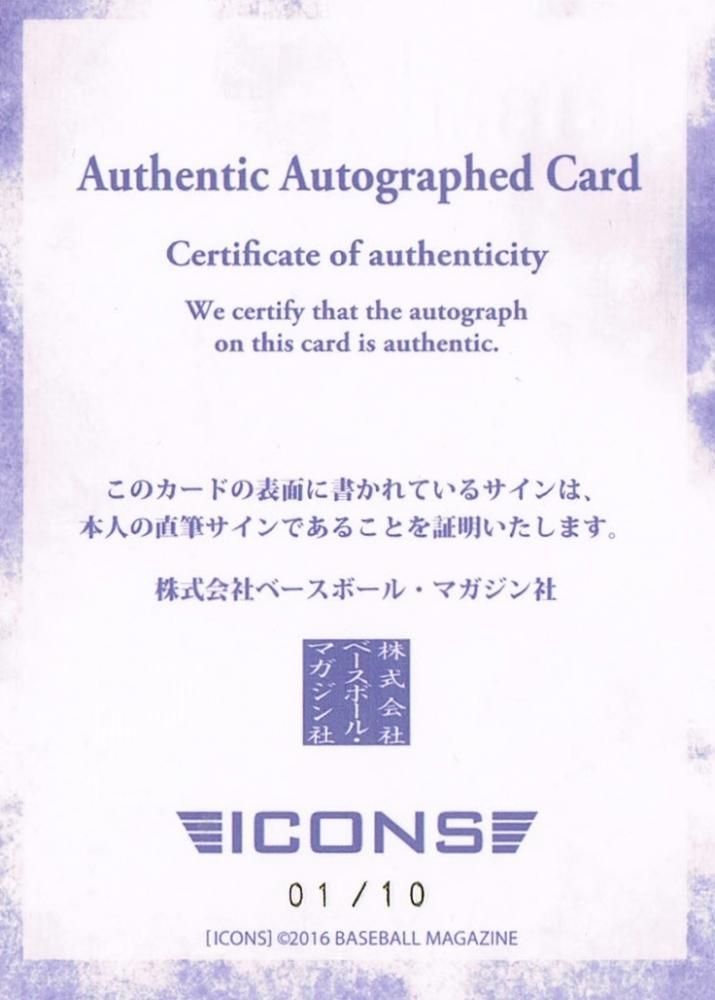 Authentic Autographed Card
Certificate of authenticity
We certify that the autograph
on this card is authentic.
このカードの表面に書かれているサインは、
本人の直筆サインであることを証明いたします。
株式会社ベースボール・マガジン社
株式会社
ベースボール・
マガジン社
ICONS
01/10
[ICONS] ©2016 BASEBALL MAGAZINE